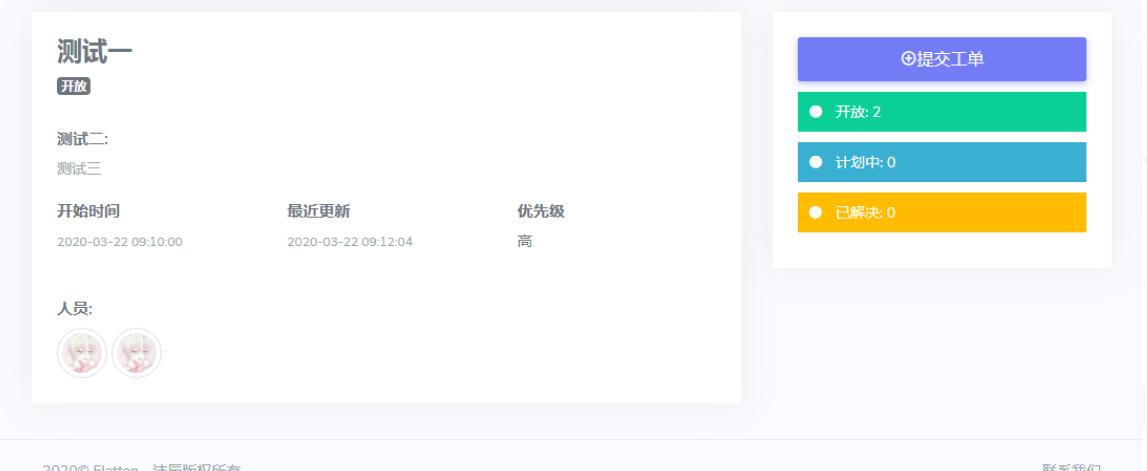 测试一
开放
测试二:
测试三
开始时间 最近更新 优先级
2020-03-22 09:10:00 2020-03-22 09:12:04 高
人员:
提交工单
开放: 2
计划中: 0
已解决: 0
2020© Flatten - 沫辰版权所有
联系我们